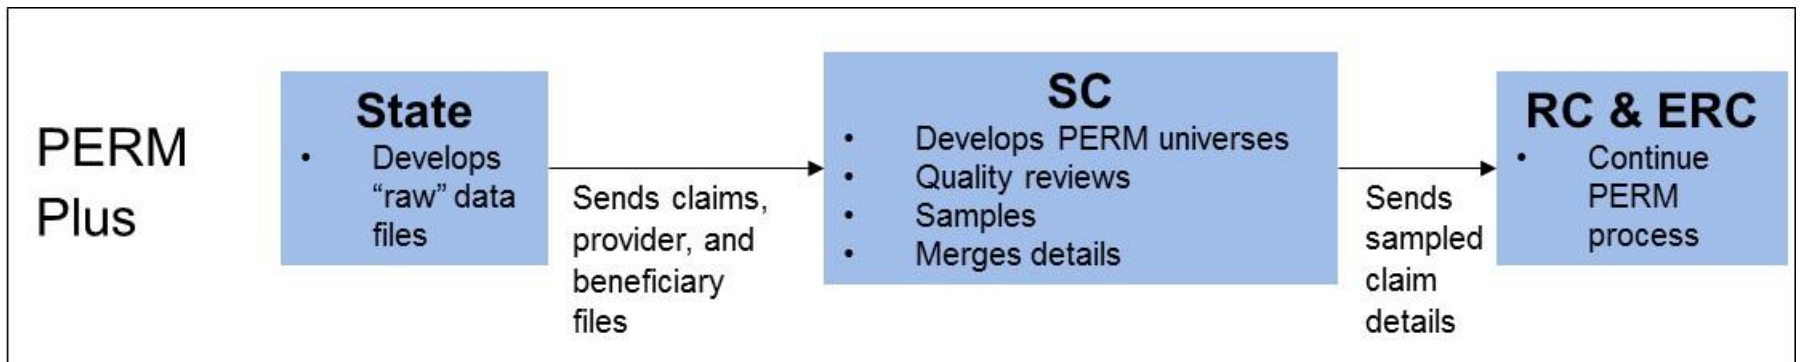 PERM
Plus
State
• Develops
“raw” data
files
Sends claims,
provider, and
beneficiary
files
SC
• Develops PERM universes
• Quality reviews
• Samples
• Merges details
Sends
sampled
claim
details
RC & ERC
• Continue
PERM
process